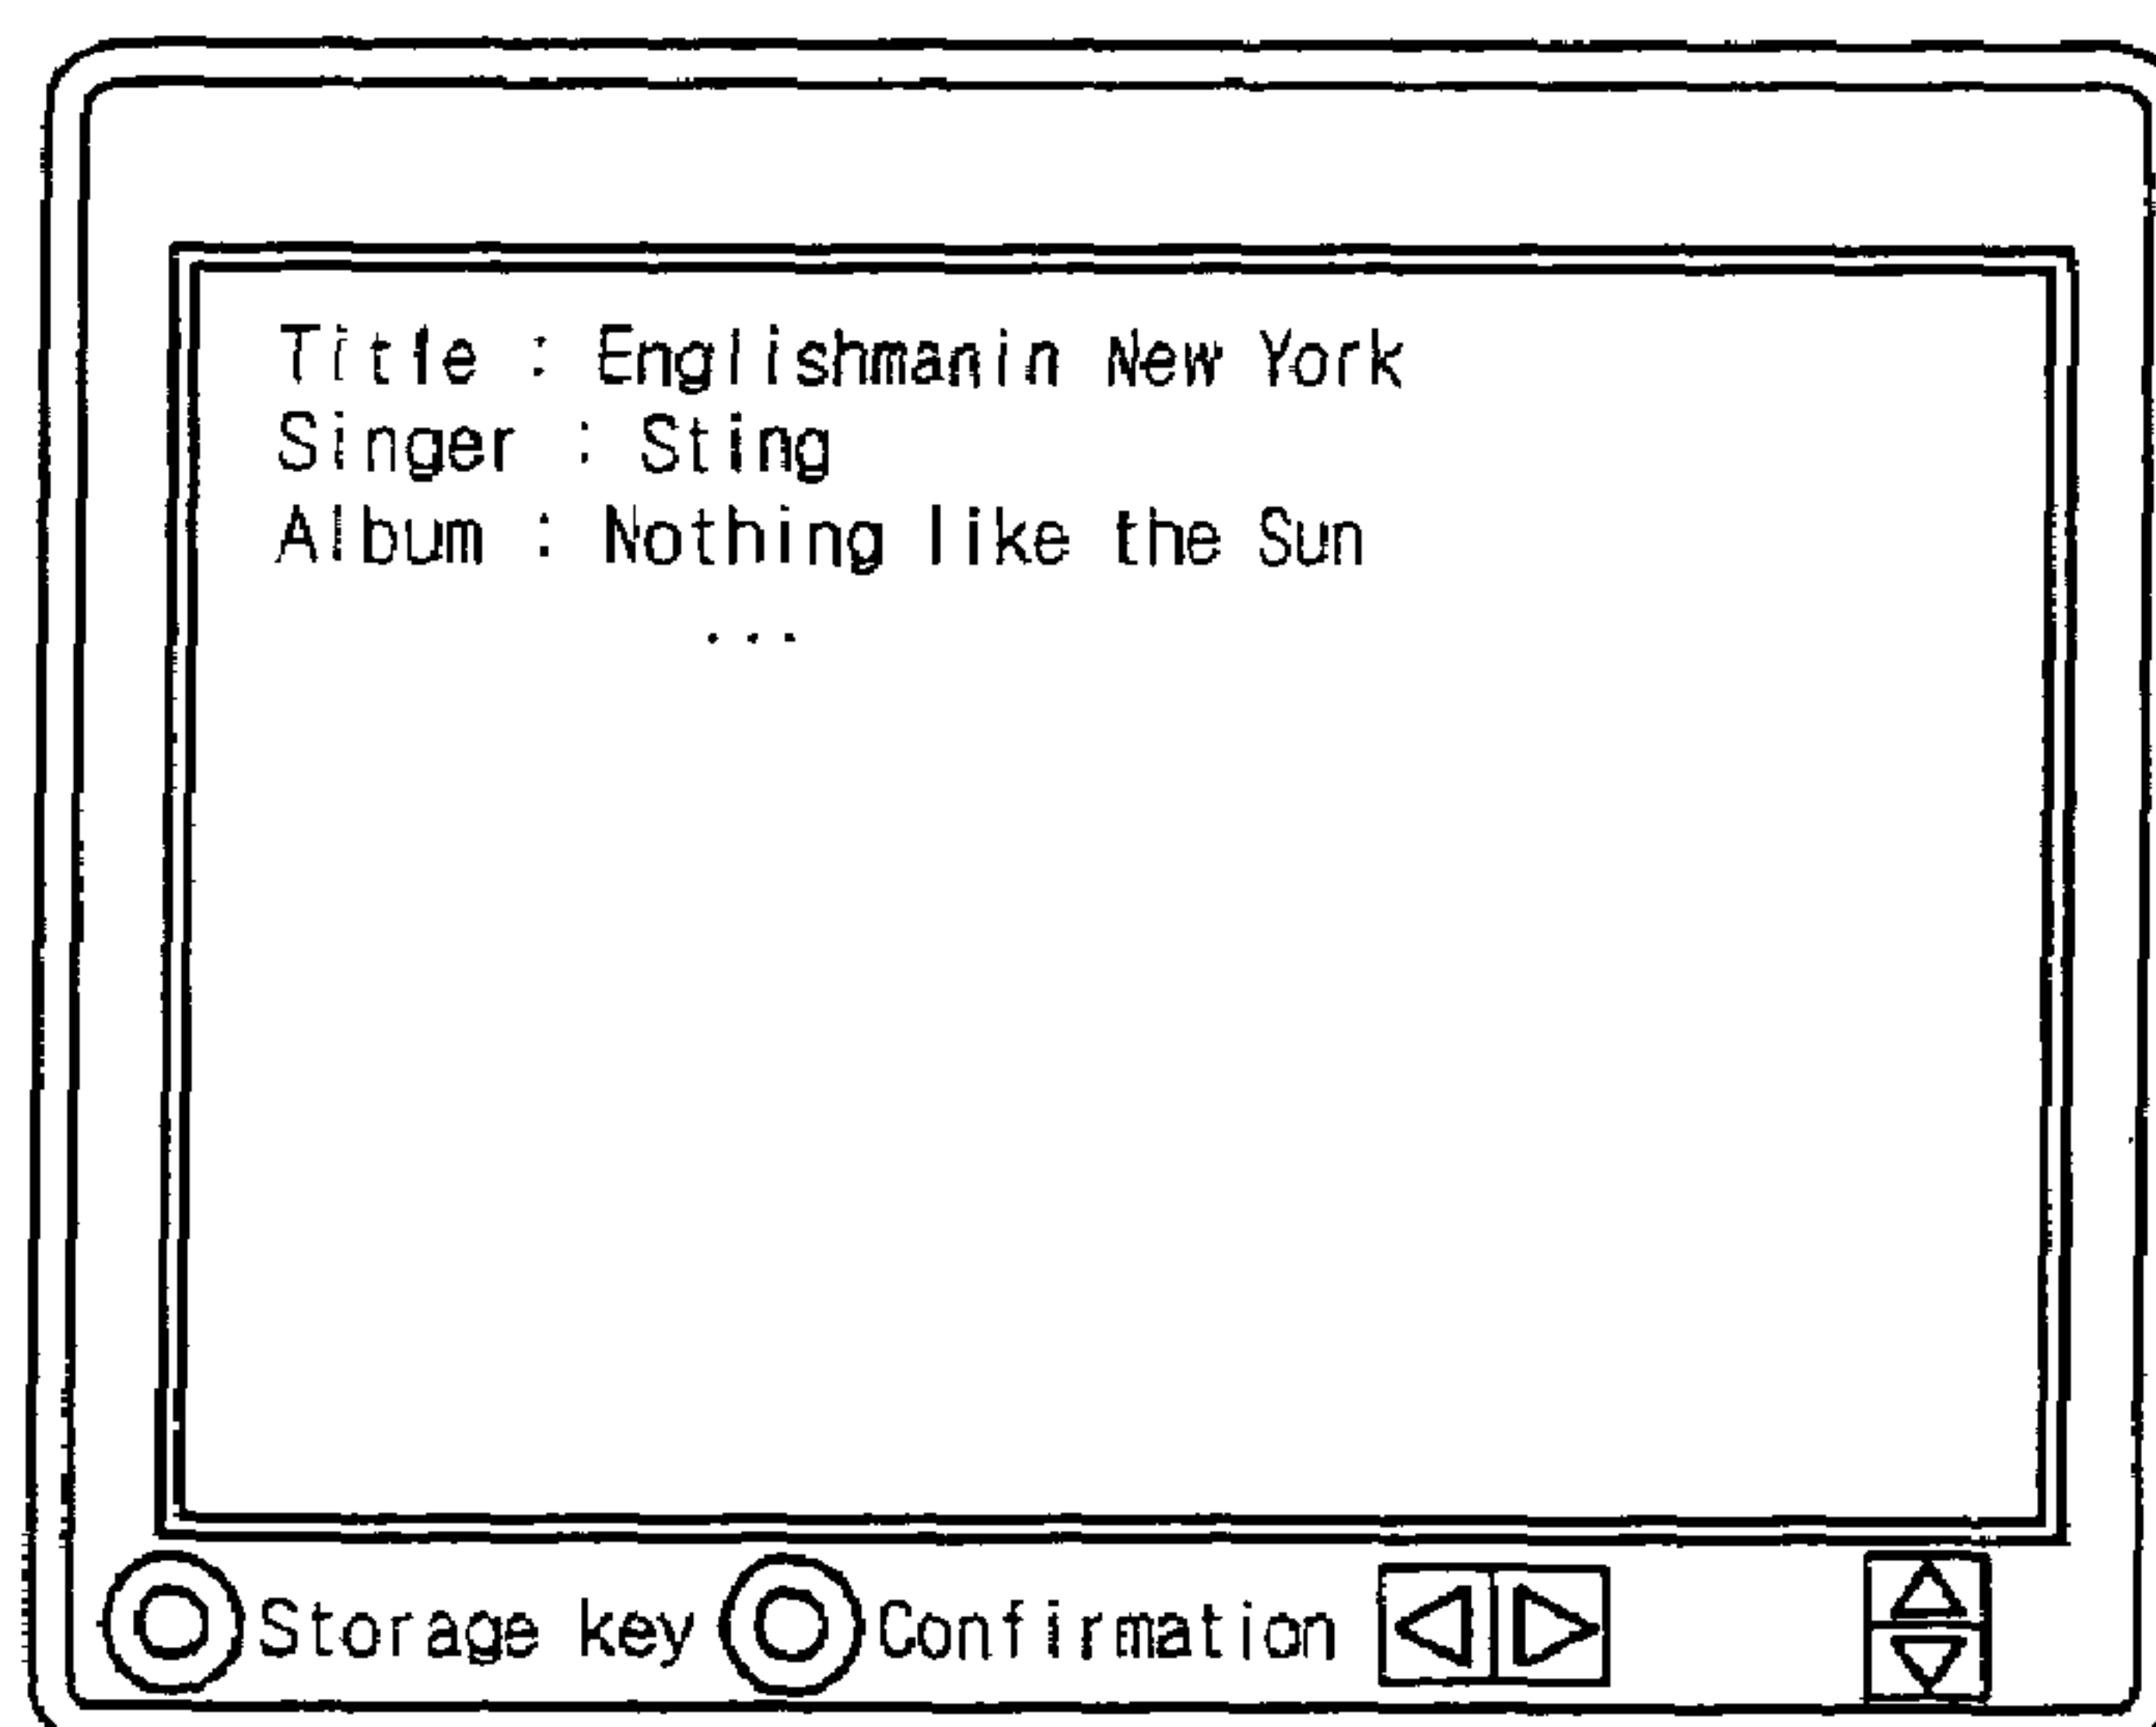 Title : Englishmanin New York
Singer : Sting
Album : Nothing like the Sun
...
Storage key Confirmation